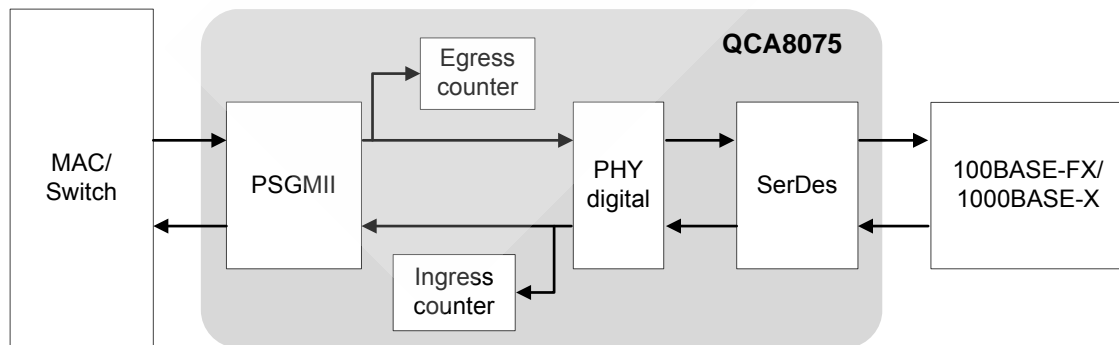 QCA8075
Egress
counter
MAC/
Switch
PSGMII
PHY
digital
SerDes
100BASE-FX/
1000BASE-X
Ingress
counter